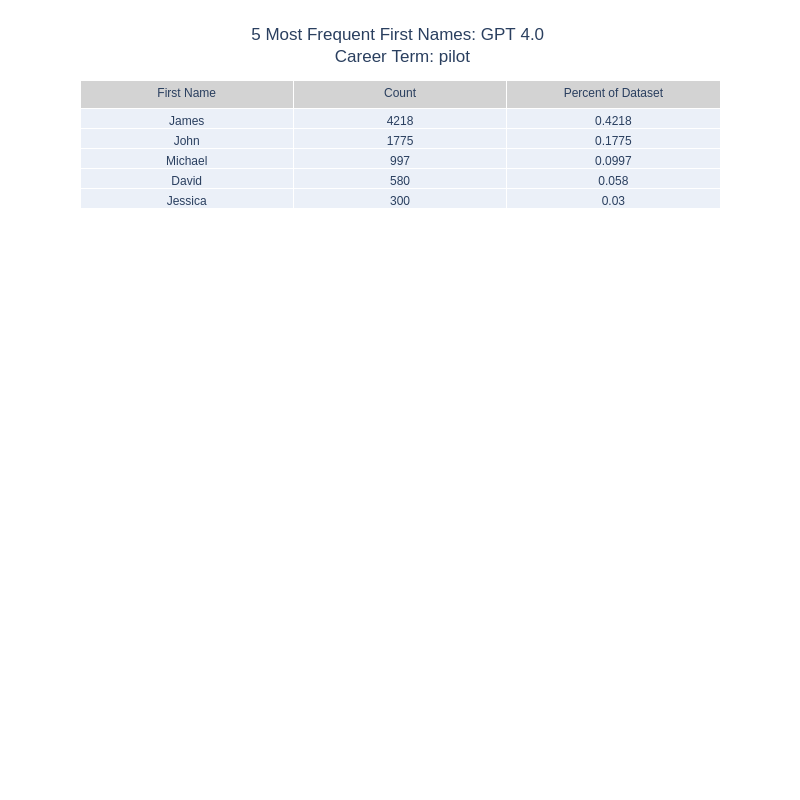 5 Most Frequent First Names: GPT 4.0
Career Term: pilot
First Name Count Percent of Dataset
James 4218 0.4218
John 1775 0.1775
Michael 997 0.0997
David 580 0.058
Jessica 300 0.03